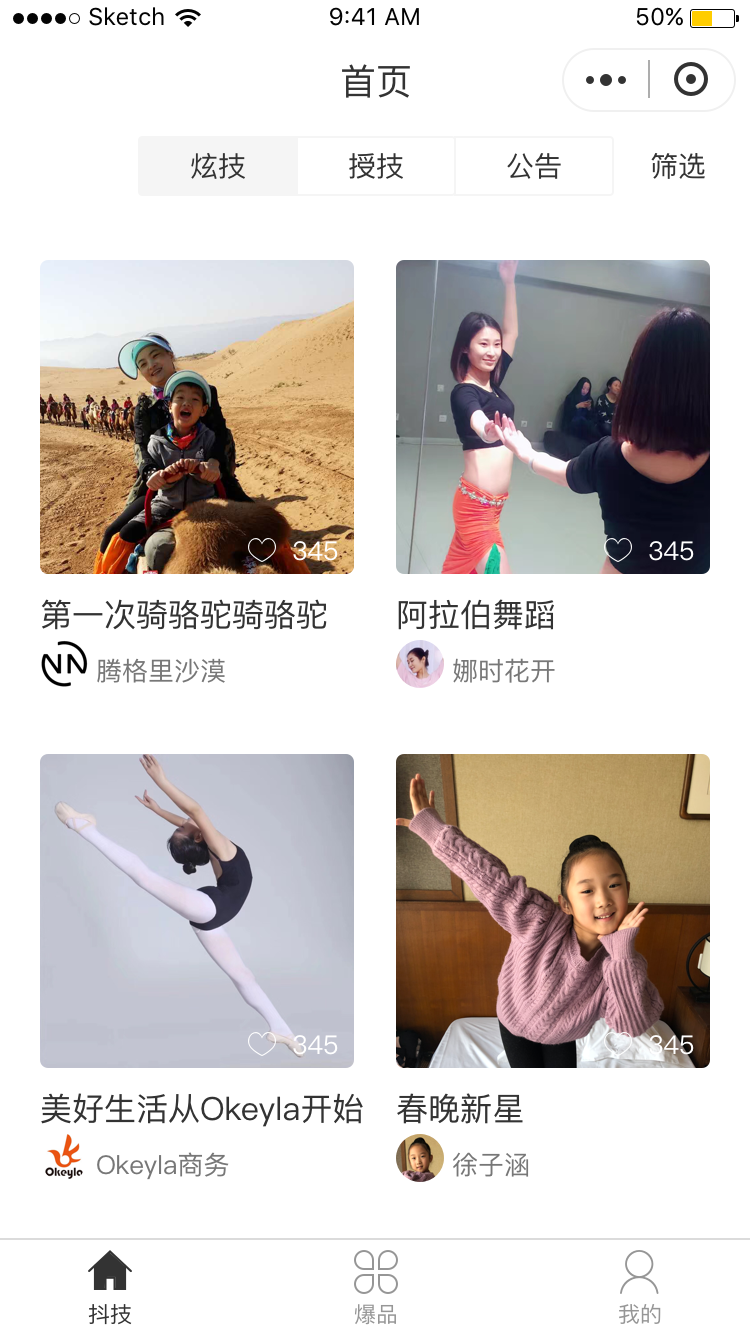 Sketch 9:41 AM 50%
首页
炫技 授技 公告 筛选
345 345
第一次骑骆驼骑骆驼 阿拉伯舞蹈
腾格里沙漠 娜时花开
345 345
美好生活从Okeyla开始 春晚新星
Okeyla Okeyla商务 徐子涵
抖技 爆品 我的